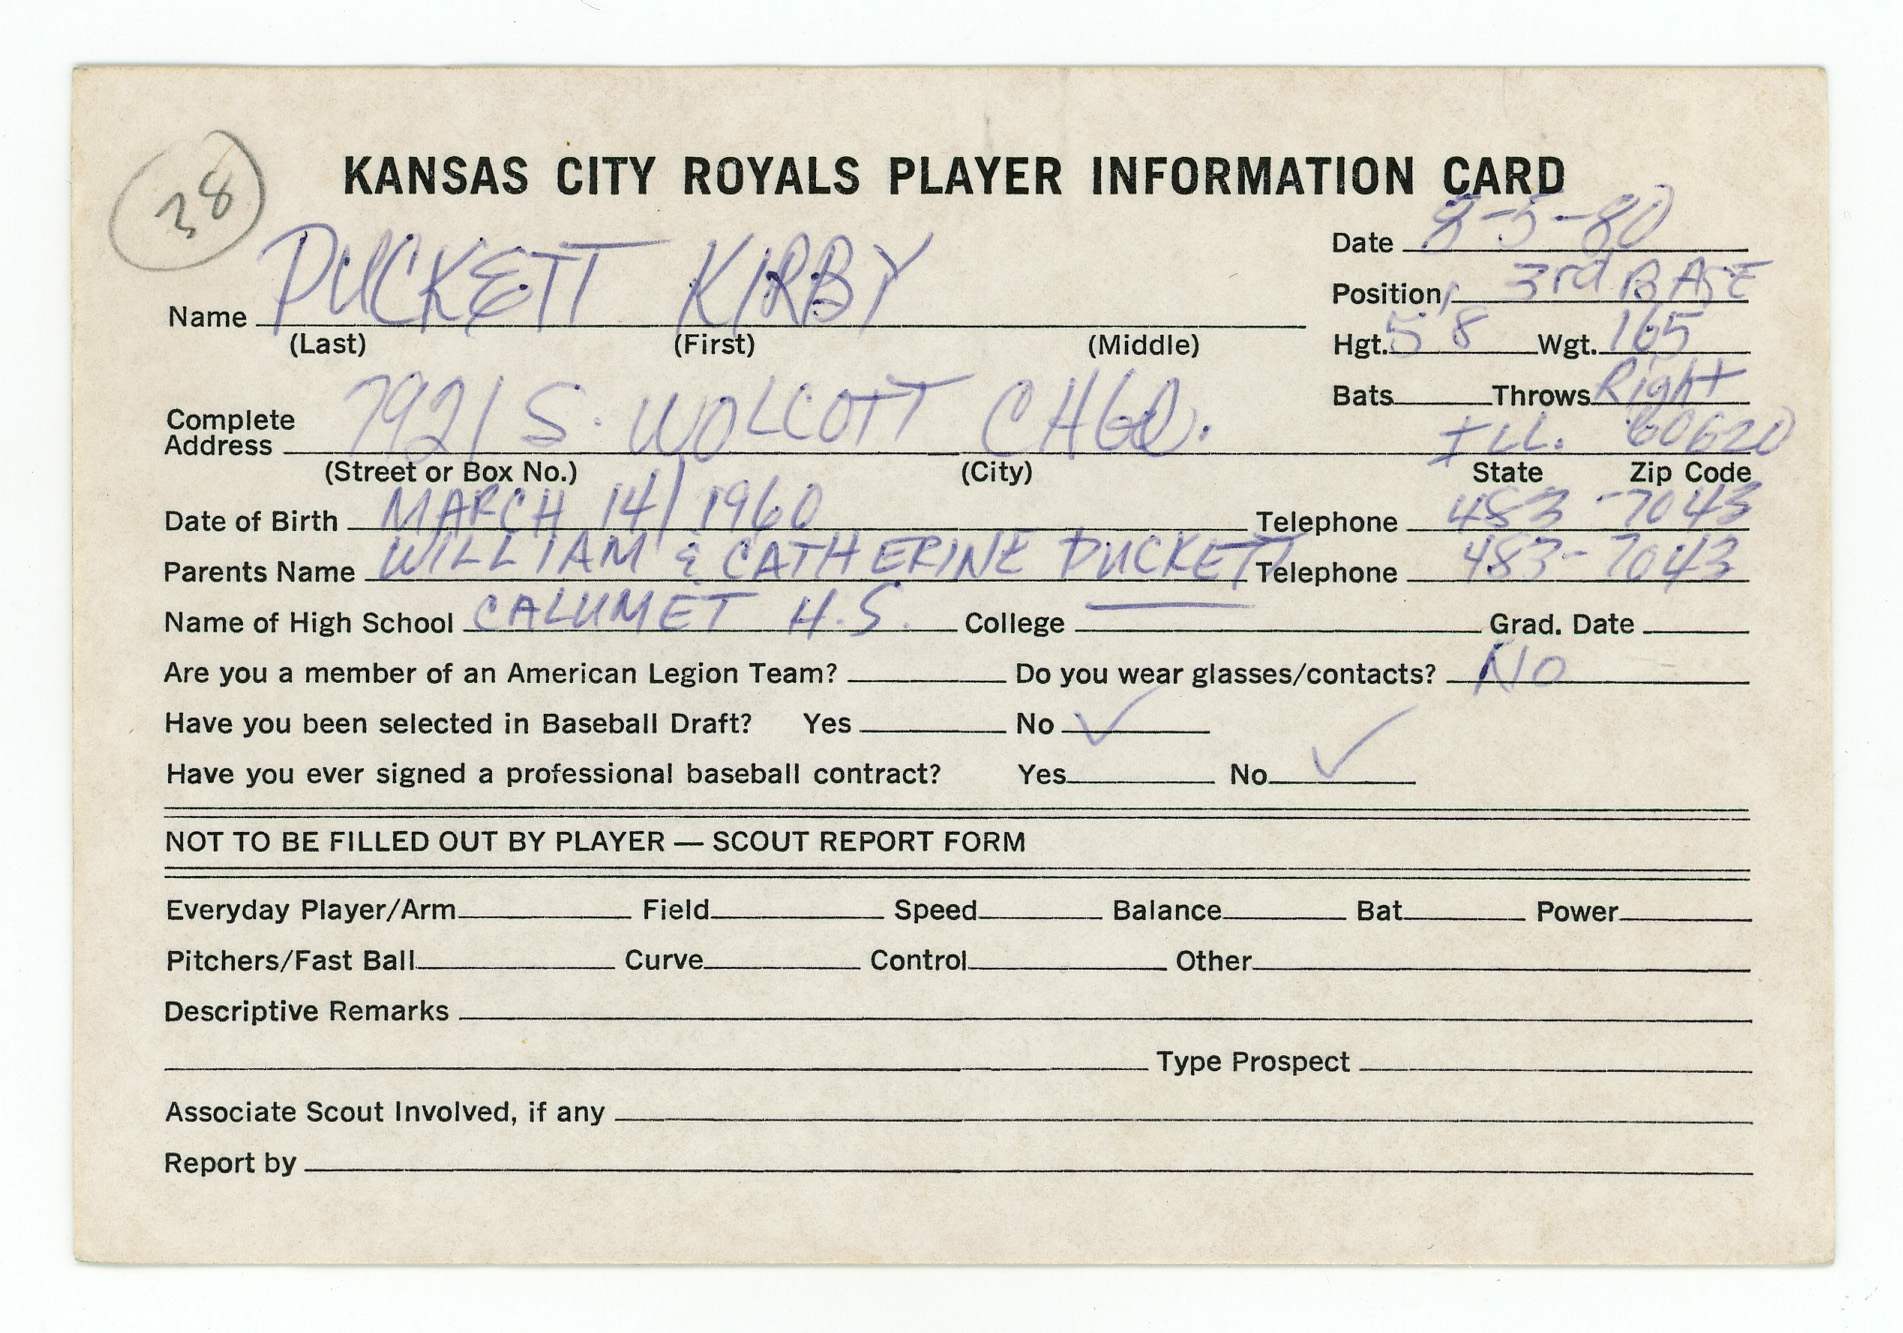 38
KANSAS CITY ROYALS PLAYER INFORMATION CARD
Date 8-5-80
Name PUCKETT KIRBY
(Last) (First) (Middle)
Position 3rd BASE
Hgt. 5'8 Wgt. 165
Bats Throws Right
Complete Address 7921 S. WOLCOTT CHGO. ILL. 60620
(Street or Box No.) (City) State Zip Code
Date of Birth MARCH 14/1960 Telephone 483-7043
Parents Name WILLIAM & CATHERINE PUCKETT Telephone 483-7043
Name of High School CALUMET H.S. College Grad. Date
Are you a member of an American Legion Team? Do you wear glasses/contacts? NO
Have you been selected in Baseball Draft? Yes No ✓
Have you ever signed a professional baseball contract? Yes No ✓
NOT TO BE FILLED OUT BY PLAYER — SCOUT REPORT FORM
Everyday Player/Arm Field Speed Balance Bat Power
Pitchers/Fast Ball Curve Control Other
Descriptive Remarks
Type Prospect
Associate Scout Involved, if any
Report by